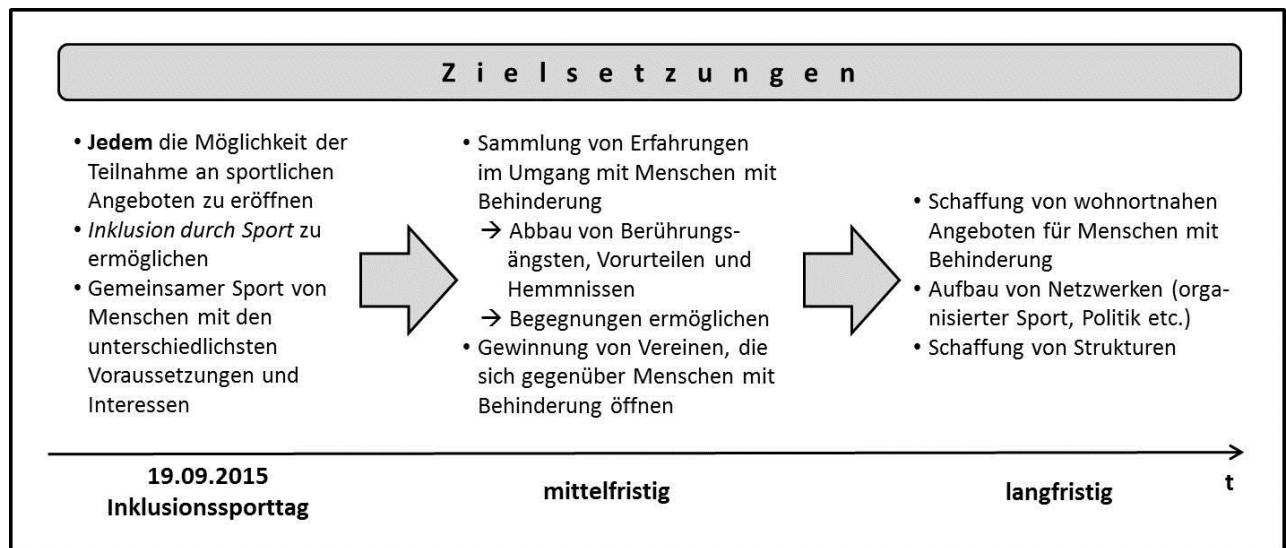 Zielsetzungen
• Jedem die Möglichkeit der
Teilnahme an sportlichen
Angeboten zu eröffnen
• Inklusion durch Sport zu
ermöglichen
• Gemeinsamer Sport von
Menschen mit den
unterschiedlichsten
Voraussetzungen und
Interessen
• Sammlung von Erfahrungen
im Umgang mit Menschen mit
Behinderung
→ Abbau von Berührungs-
ängsten, Vorurteilen und
Hemmnissen
→ Begegnungen ermöglichen
• Gewinnung von Vereinen, die
sich gegenüber Menschen mit
Behinderung öffnen
• Schaffung von wohnortnahen
Angeboten für Menschen mit
Behinderung
• Aufbau von Netzwerken (orga-
nisierter Sport, Politik etc.)
• Schaffung von Strukturen
19.09.2015
Inklusionssporttag
mittelfristig
langfristig
t